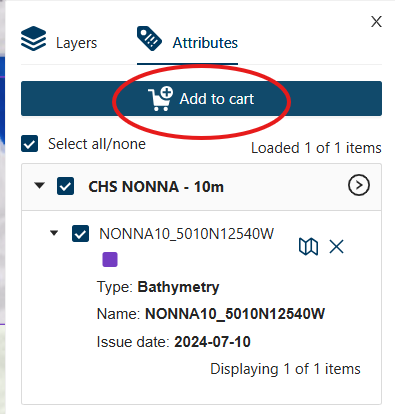 Layers
Attributes
Add to cart
Select all/none
Loaded 1 of 1 items
CHS NONNA - 10m
NONNA10_5010N12540W
Type: Bathymetry
Name: NONNA10_5010N12540W
Issue date: 2024-07-10
Displaying 1 of 1 items